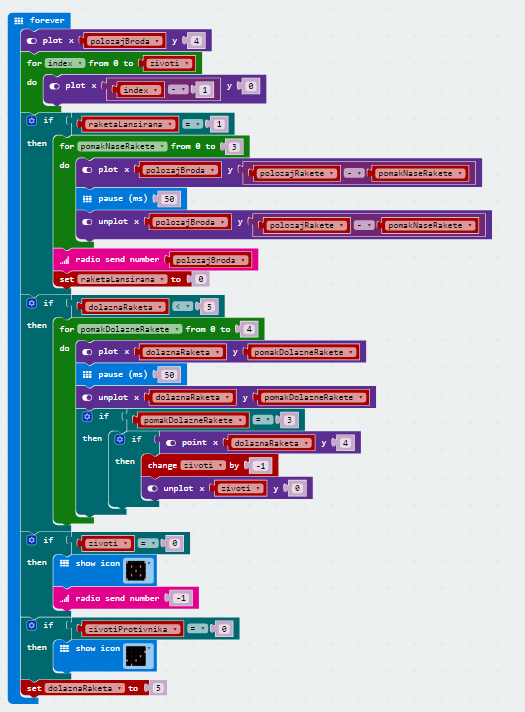 forever
plot x polozajBroda y 4
for index from 0 to zivoti
do plot x index - 1 y 0
if raketaLansirana = 1
then for pomakNaseRakete from 0 to 3
do plot x polozajBroda y polozajRakete - pomakNaseRakete
pause (ms) 50
unplot x polozajBroda y polozajRakete - pomakNaseRakete
radio send number polozajBroda
set raketaLansirana to 0
if dolaznaRaketa < 5
then for pomakDolazneRakete from 0 to 4
do plot x dolaznaRaketa y pomakDolazneRakete
pause (ms) 50
unplot x dolaznaRaketa y pomakDolazneRakete
if pomakDolazneRakete = 3
then if point x dolaznaRaketa y 4
then change zivoti by -1
unplot x zivoti y 0
if zivoti = 0
then show icon
radio send number -1
if zivotiProtivnika = 0
then show icon
set dolaznaRaketa to 5